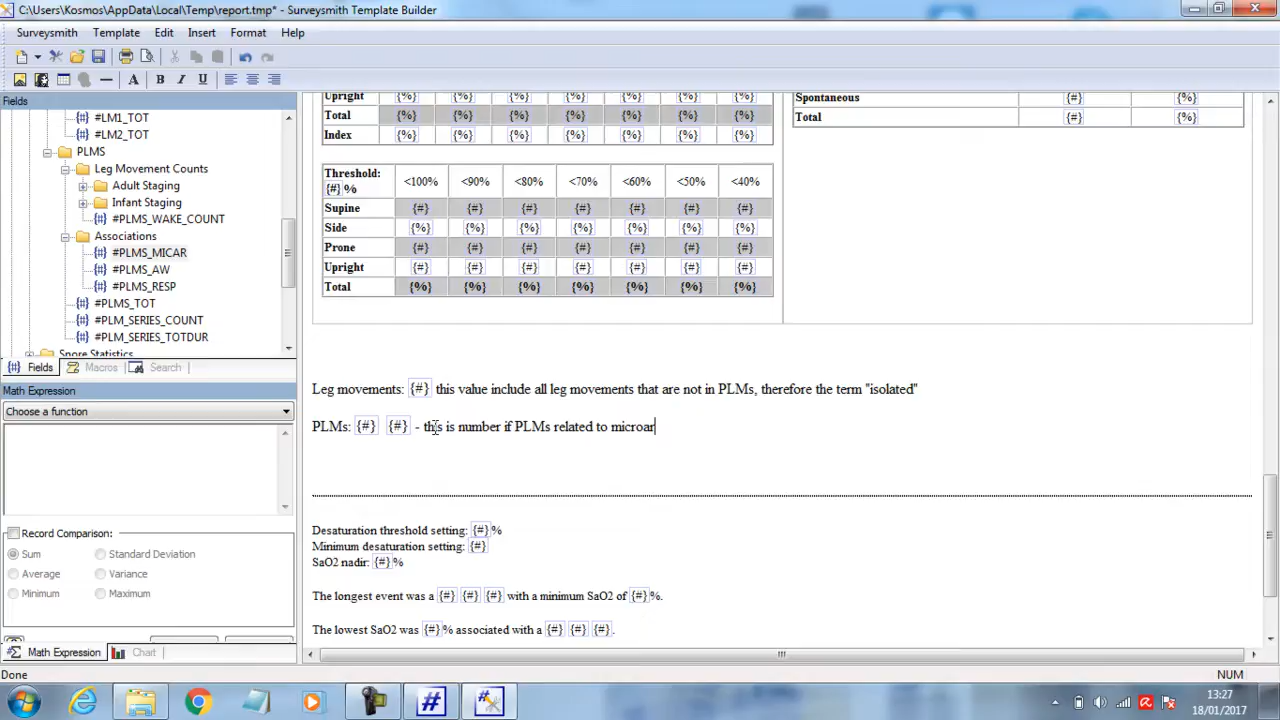 C:\Users\Kosmos\AppData\Local\Temp\report.tmp* - Surveysmith Template Builder
Surveysmith Template Edit Insert Format Help
A B I U
Fields
#LM1_TOT
#LM2_TOT
PLMS
Leg Movement Counts
Adult Staging
Infant Staging
#PLMS_WAKE_COUNT
Associations
#PLMS_MICAR
#PLMS_AW
#PLMS_RESP
#PLMS_TOT
#PLM_SERIES_COUNT
#PLM_SERIES_TOTDUR
Snore Statistics
Fields Macros Search
Math Expression
Choose a function
Record Comparison:
Sum Standard Deviation
Average Variance
Minimum Maximum
Math Expression Chart
Upright {%} {%} {%} {%} {%} {%} {%}
Total {%} {%} {%} {%} {%} {%} {%}
Index {%} {%} {%} {%} {%} {%} {%}
Spontaneous {#} {%}
Total {#} {%}
Threshold: {#} % <100% <90% <80% <70% <60% <50% <40%
Supine {#} {#} {#} {#} {#} {#} {#}
Side {%} {%} {%} {%} {%} {%} {%}
Prone {#} {#} {#} {#} {#} {#} {#}
Upright {#} {#} {#} {#} {#} {#} {#}
Total {%} {%} {%} {%} {%} {%} {%}
Leg movements: {#} this value include all leg movements that are not in PLMs, therefore the term "isolated"
PLMs: {#} {#} - this is number if PLMs related to microar
Desaturation threshold setting: {#}%
Minimum desaturation setting: {#}
SaO2 nadir: {#}%
The longest event was a {#} {#} {#} with a minimum SaO2 of {#}%.
The lowest SaO2 was {#}% associated with a {#} {#} {#}.
Done
NUM
13:27
18/01/2017